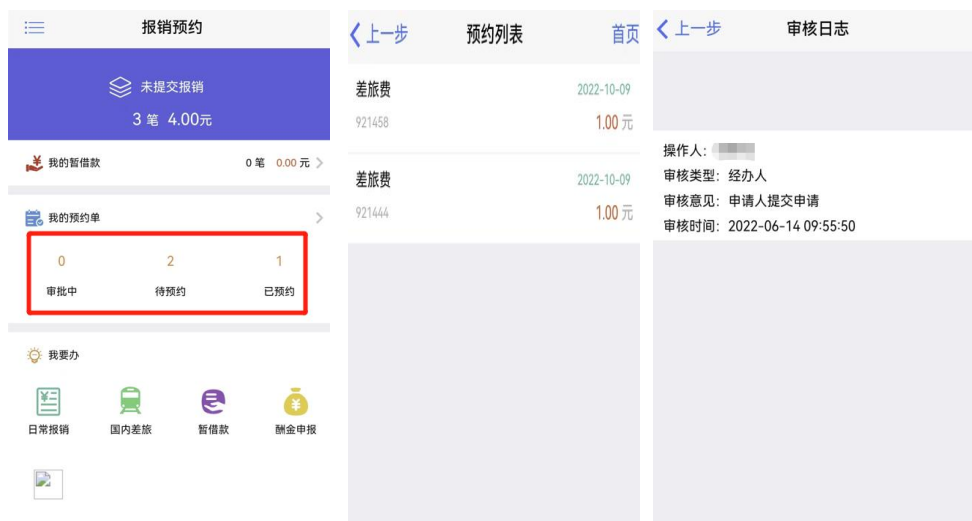 报销预约
未提交报销
3 笔 4.00元
我的暂借款 0 笔 0.00 元
我的预约单
0 2 1
审批中 待预约 已预约
我要办
日常报销 国内差旅 暂借款 酬金申报
上一步 预约列表 首页
差旅费 2022-10-09
921458 1.00 元
差旅费 2022-10-09
921444 1.00 元
上一步 审核日志
操作人:
审核类型: 经办人
审核意见: 申请人提交申请
审核时间: 2022-06-14 09:55:50